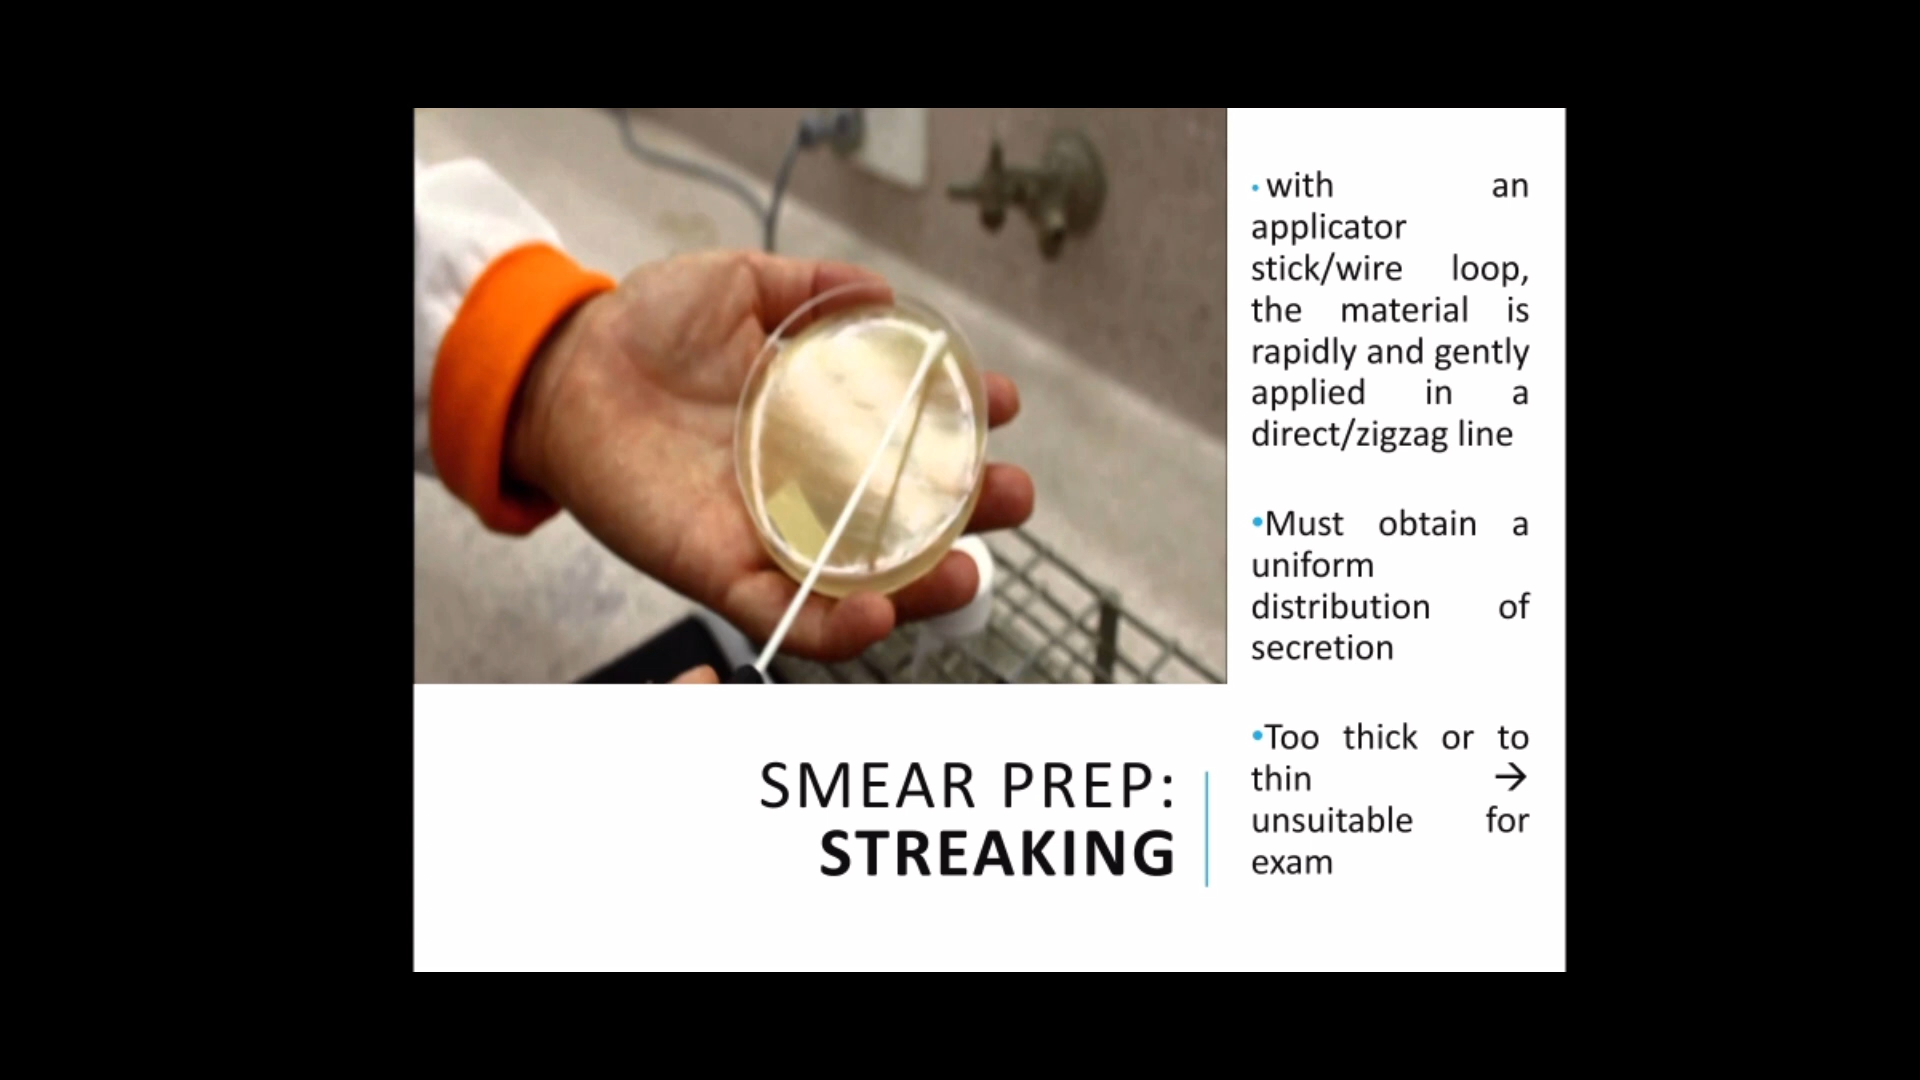 • with an
applicator
stick/wire loop,
the material is
rapidly and gently
applied in a
direct/zigzag line
•Must obtain a
uniform
distribution of
secretion
•Too thick or to
thin →
unsuitable for
exam
SMEAR PREP:
STREAKING